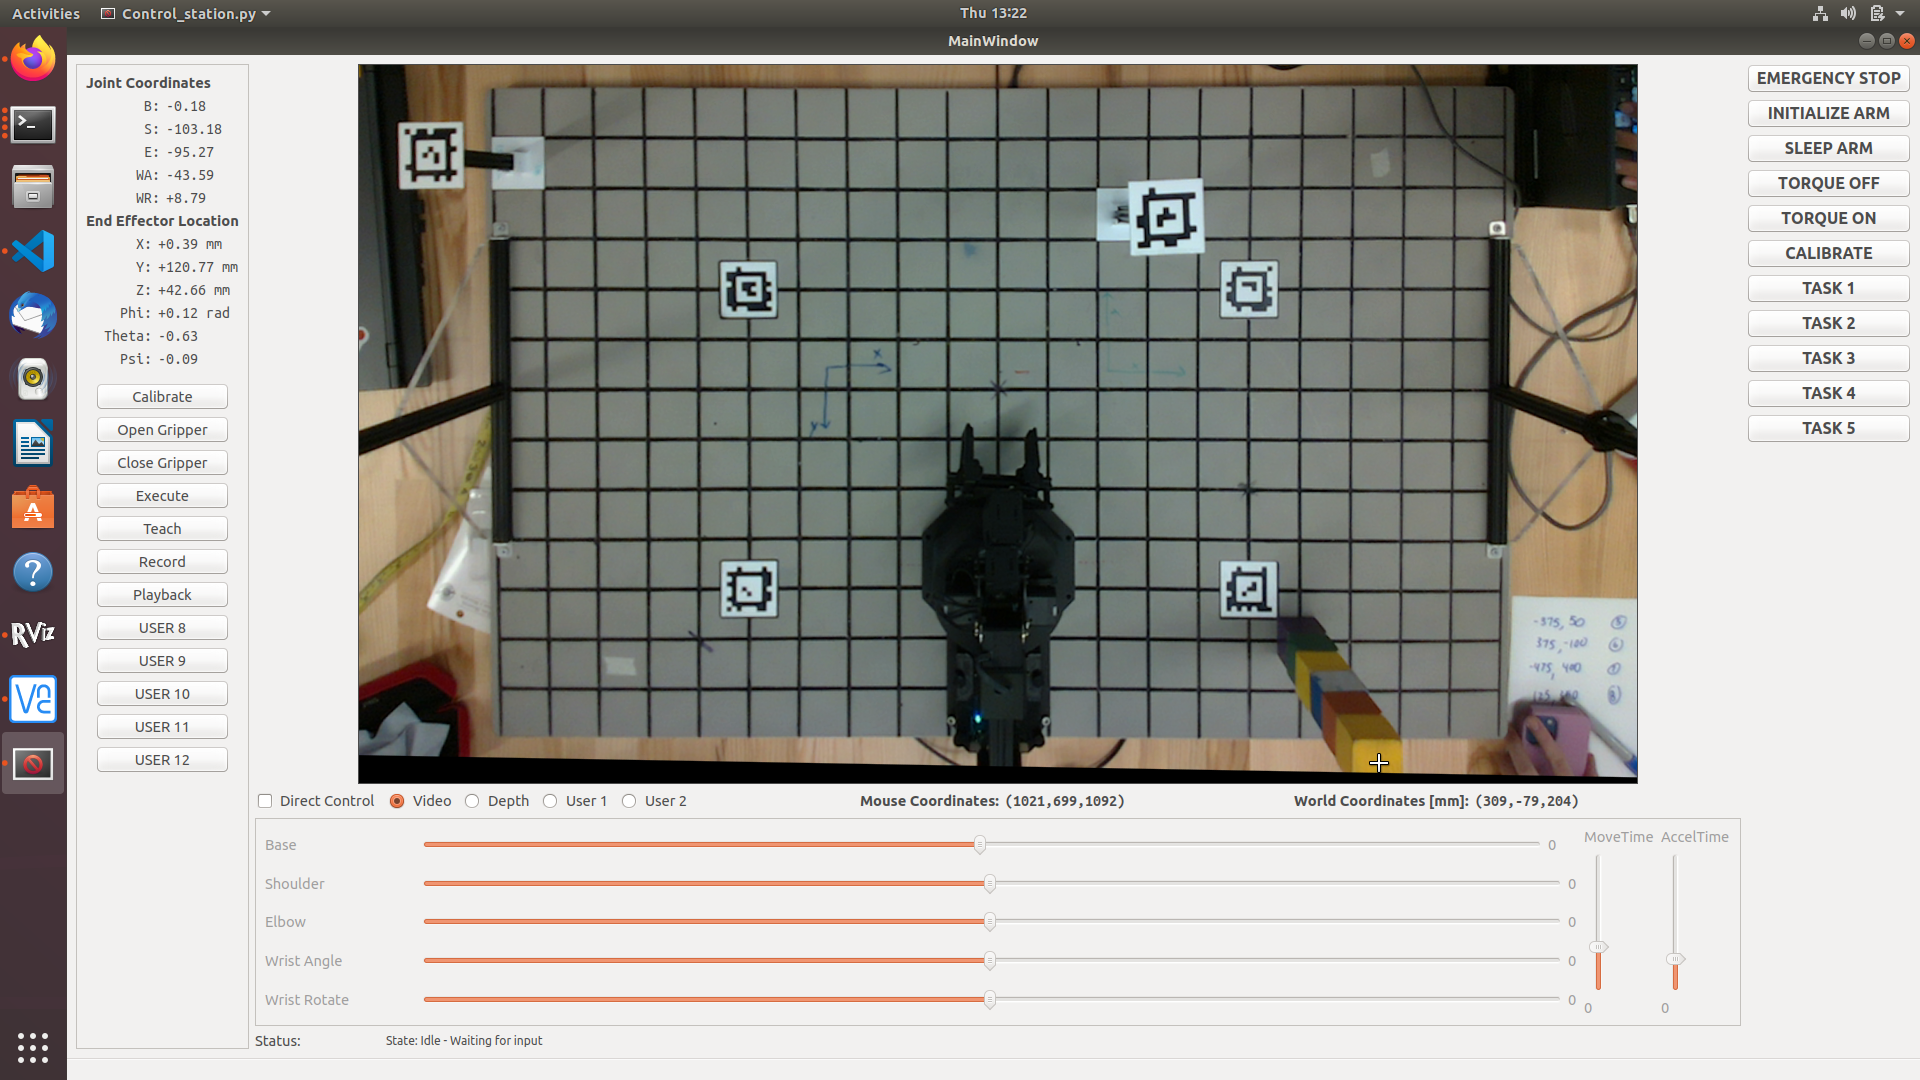 Activities
Control_station.py
Thu 13:22
MainWindow
Joint Coordinates
B: -0.18
S: -103.18
E: -95.27
WA: -43.59
WR: +8.79
End Effector Location
X: +0.39 mm
Y: +120.77 mm
Z: +42.66 mm
Phi: +0.12 rad
Theta: -0.63
Psi: -0.09
Calibrate
Open Gripper
Close Gripper
Execute
Teach
Record
Playback
USER 8
USER 9
USER 10
USER 11
USER 12
RViz
x
y
-375, 50 ⑤
375, -100 ⑥
-475, 400
EMERGENCY STOP
INITIALIZE ARM
SLEEP ARM
TORQUE OFF
TORQUE ON
CALIBRATE
TASK 1
TASK 2
TASK 3
TASK 4
TASK 5
Direct Control
Video
Depth
User 1
User 2
Mouse Coordinates: (1021,699,1092)
World Coordinates [mm]: (309,-79,204)
Base 0
Shoulder 0
Elbow 0
Wrist Angle 0
Wrist Rotate 0
MoveTime AccelTime
0 0
Status: State: Idle - Waiting for input